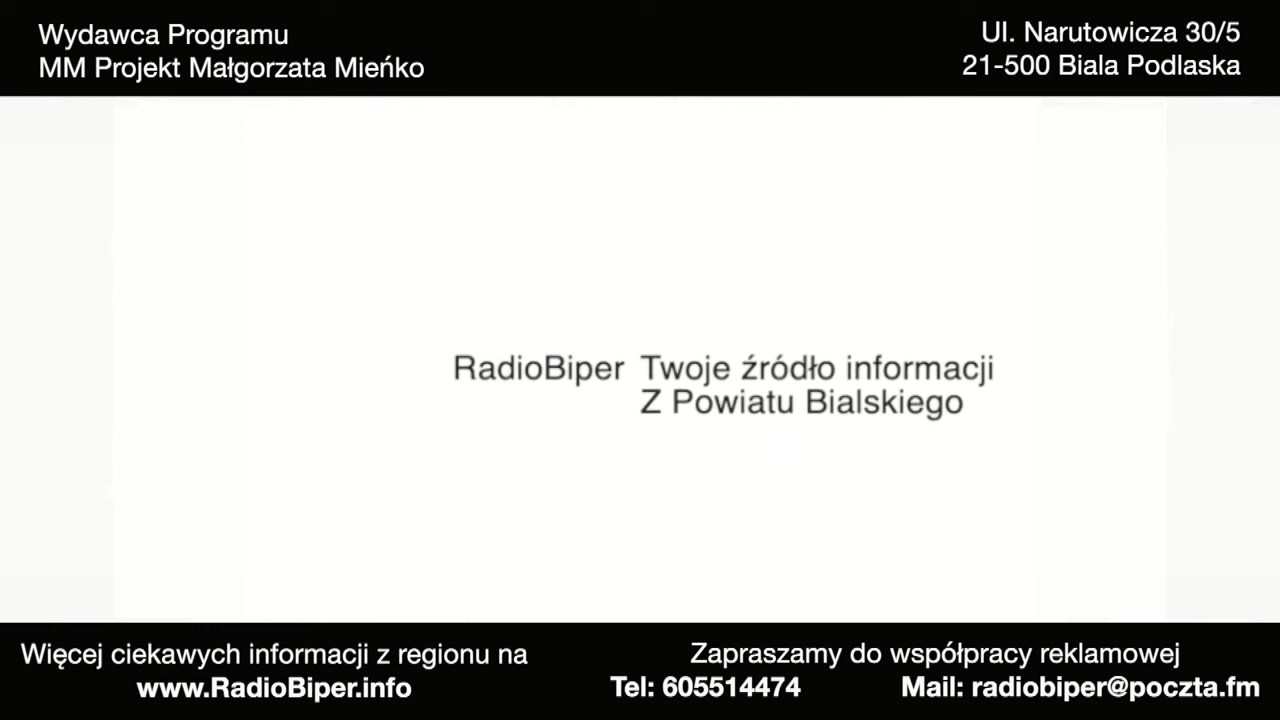 Wydawca Programu
MM Projekt Małgorzata Mieńko
Ul. Narutowicza 30/5
21-500 Biala Podlaska
RadioBiper Twoje źródło informacji
Z Powiatu Bialskiego
Więcej ciekawych informacji z regionu na
www.RadioBiper.info
Zapraszamy do współpracy reklamowej
Tel: 605514474 Mail: radiobiper@poczta.fm